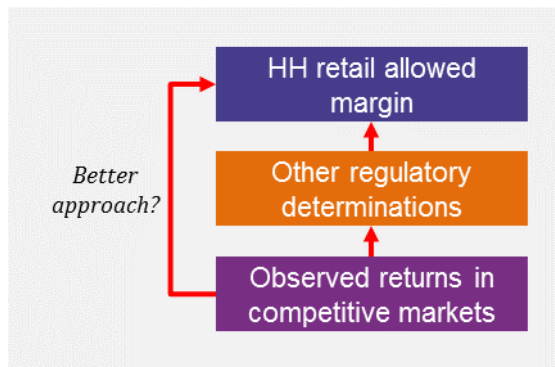 HH retail allowed
margin
Better
approach?
Other regulatory
determinations
Observed returns in
competitive markets